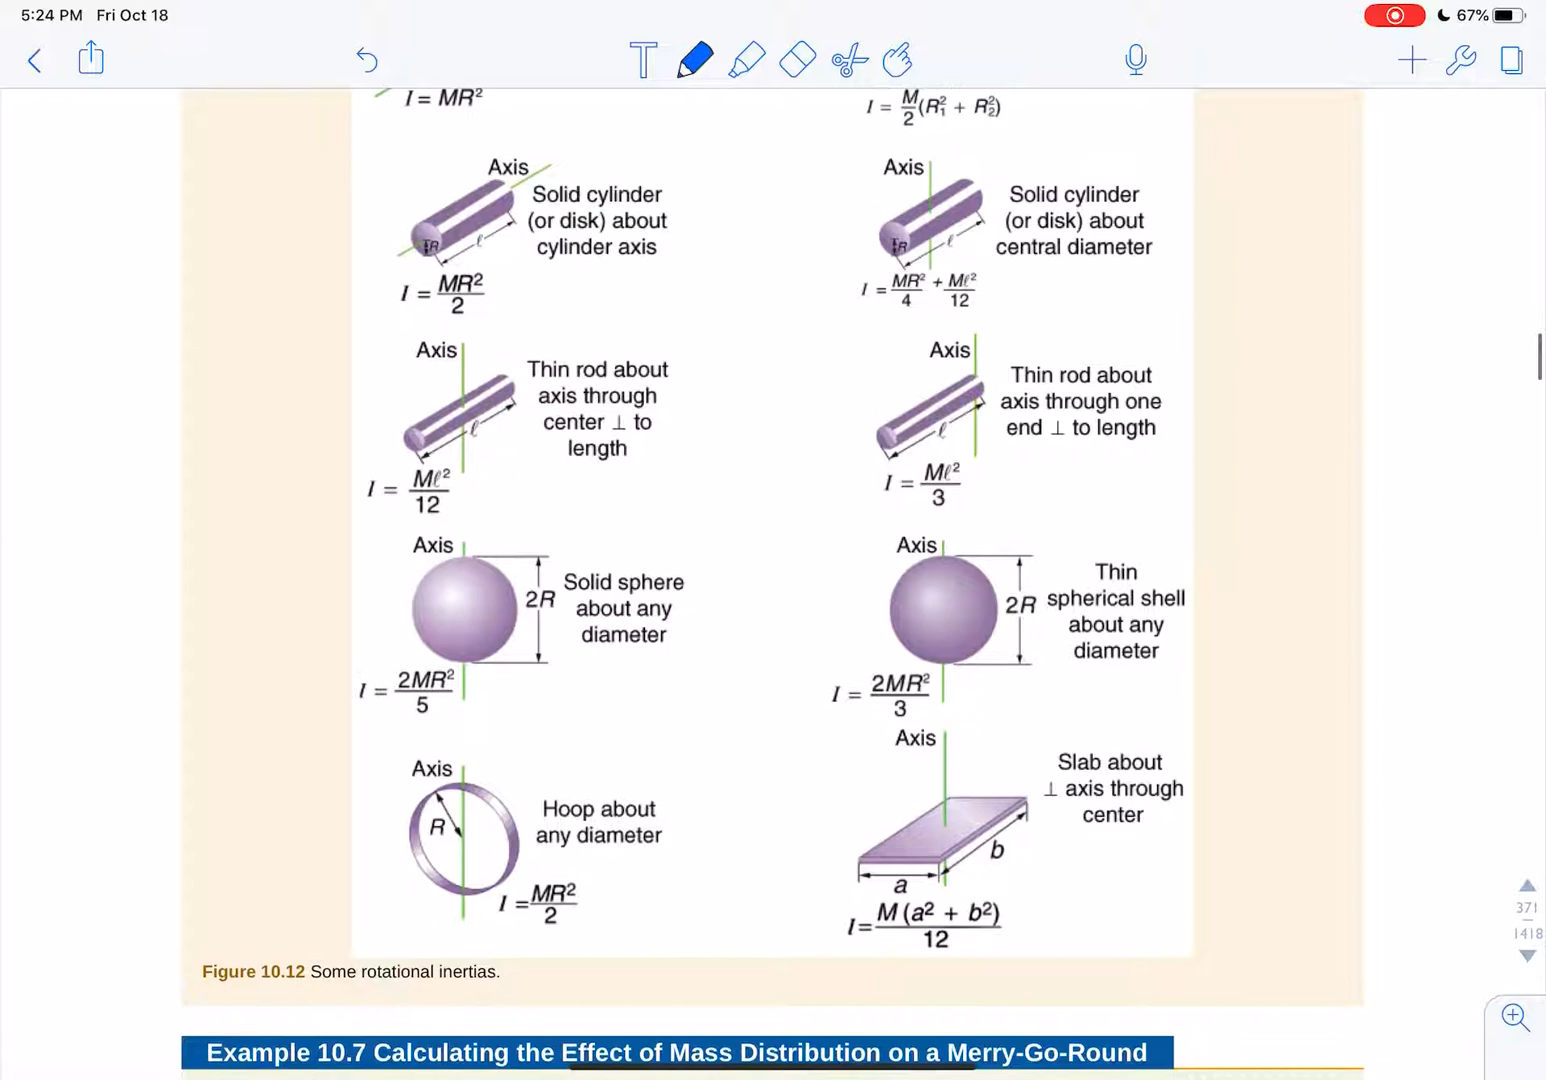 5:24 PM Fri Oct 18
67%
T
I = MR²
I = M/2 (R₁² + R₂²)
Axis
Solid cylinder
(or disk) about
cylinder axis
R
ℓ
I = MR²/2
Axis
Solid cylinder
(or disk) about
central diameter
R
ℓ
I = MR²/4 + Mℓ²/12
Axis
Thin rod about
axis through
center ⊥ to
length
ℓ
I = Mℓ²/12
Axis
Thin rod about
axis through one
end ⊥ to length
ℓ
I = Mℓ²/3
Axis
2R
Solid sphere
about any
diameter
I = 2MR²/5
Axis
2R
Thin
spherical shell
about any
diameter
I = 2MR²/3
Axis
R
Hoop about
any diameter
I = MR²/2
Axis
Slab about
⊥ axis through
center
b
a
I = M(a² + b²)/12
371
1418
Figure 10.12 Some rotational inertias.
Example 10.7 Calculating the Effect of Mass Distribution on a Merry-Go-Round